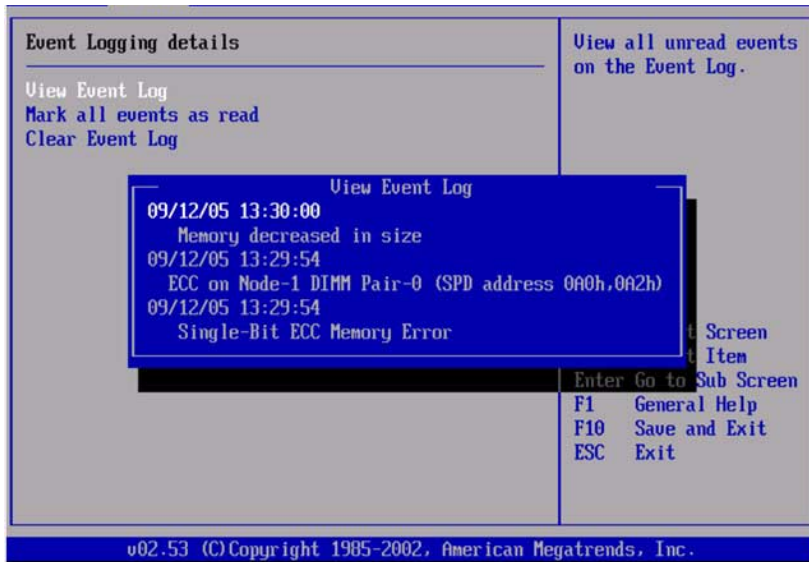 Event Logging details
View Event Log
Mark all events as read
Clear Event Log
View all unread events
on the Event Log.
View Event Log
09/12/05 13:30:00
Memory decreased in size
09/12/05 13:29:54
ECC on Node-1 DIMM Pair-0 (SPD address 0A0h,0A2h)
09/12/05 13:29:54
Single-Bit ECC Memory Error
t Screen
t Item
Enter Go to Sub Screen
F1 General Help
F10 Save and Exit
ESC Exit
v02.53 (C)Copyright 1985-2002, American Megatrends, Inc.